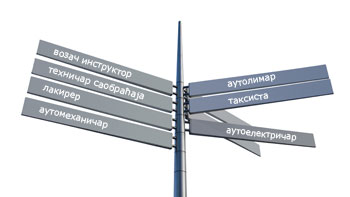 возач инструктор
техничар саобраћаја
лакирер
аутомеханичар
аутолимар
таксиста
аутоелектричар